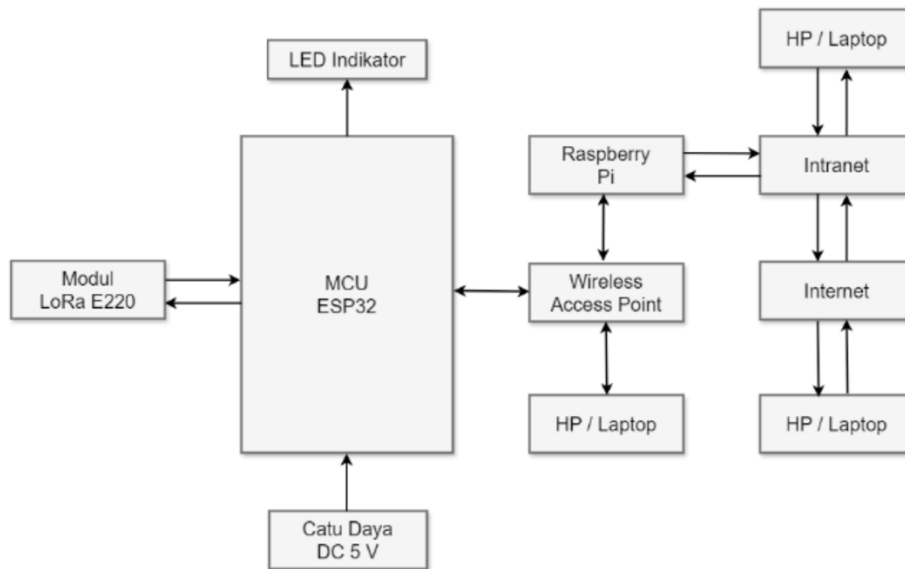 HP / Laptop
LED Indikator
Raspberry
Pi
Intranet
Modul
LoRa E220
MCU
ESP32
Wireless
Access Point
Internet
HP / Laptop
HP / Laptop
Catu Daya
DC 5 V